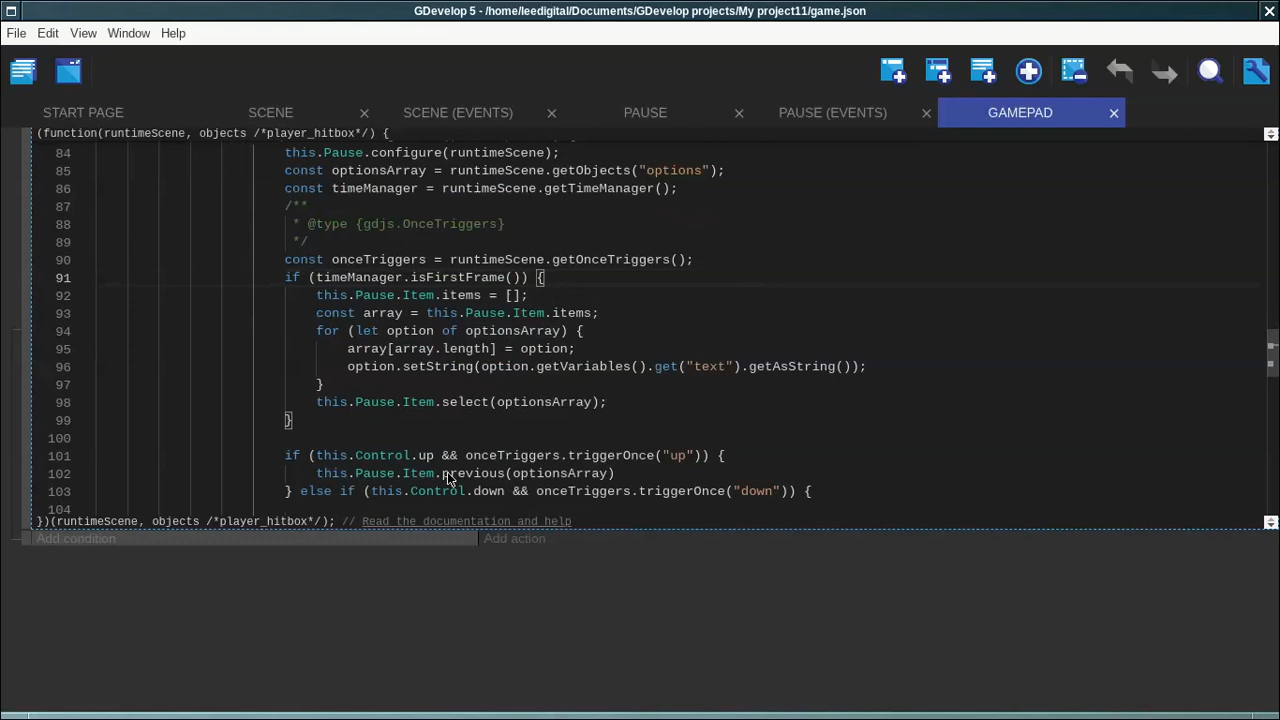 GDevelop 5 - /home/leedigital/Documents/GDevelop projects/My project11/game.json
File Edit View Window Help
START PAGE SCENE SCENE (EVENTS) PAUSE PAUSE (EVENTS) GAMEPAD
(function(runtimeScene, objects /*player_hitbox*/) {
84 this.Pause.configure(runtimeScene);
85 const optionsArray = runtimeScene.getObjects("options");
86 const timeManager = runtimeScene.getTimeManager();
87 /**
88 * @type {gdjs.OnceTriggers}
89 */
90 const onceTriggers = runtimeScene.getOnceTriggers();
91 if (timeManager.isFirstFrame()) {
92 this.Pause.Item.items = [];
93 const array = this.Pause.Item.items;
94 for (let option of optionsArray) {
95 array[array.length] = option;
96 option.setString(option.getVariables().get("text").getAsString());
97 }
98 this.Pause.Item.select(optionsArray);
99 }
100
101 if (this.Control.up && onceTriggers.triggerOnce("up")) {
102 this.Pause.Item.previous(optionsArray)
103 } else if (this.Control.down && onceTriggers.triggerOnce("down")) {
104
})(runtimeScene, objects /*player_hitbox*/); // Read the documentation and help
Add condition Add action